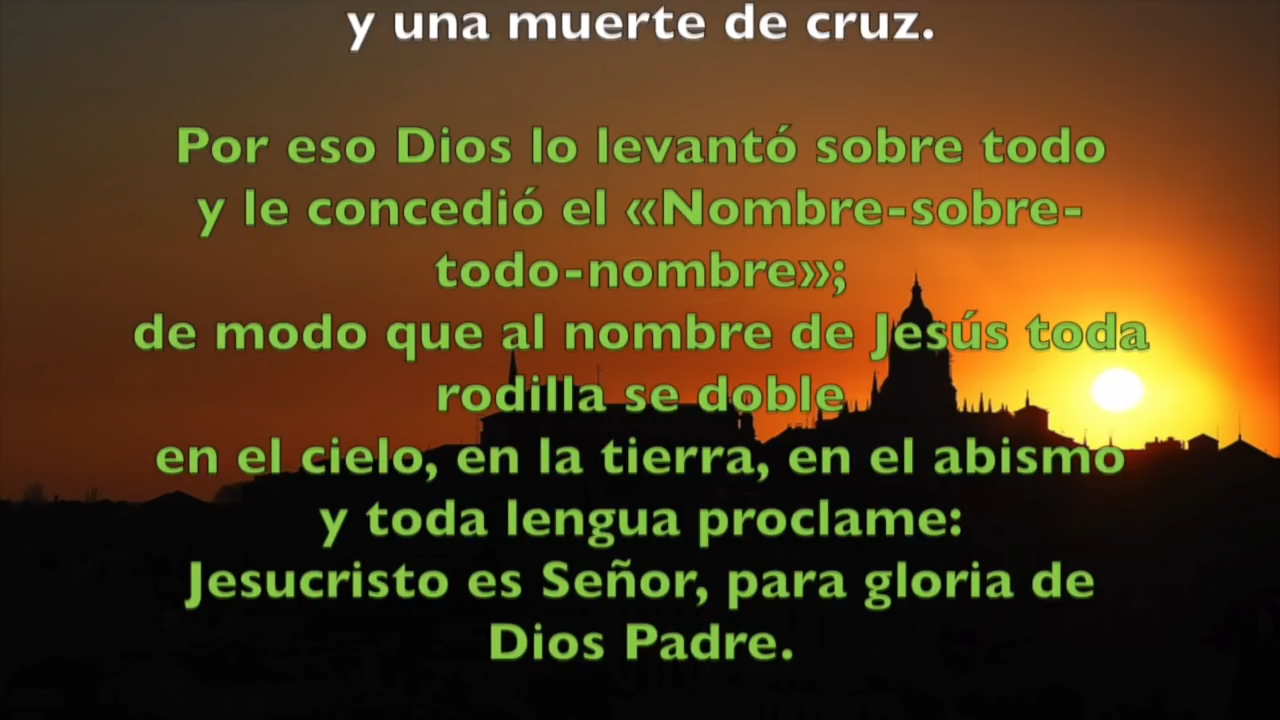 y una muerte de cruz.
Por eso Dios lo levantó sobre todo
y le concedió el «Nombre-sobre-
todo-nombre»;
de modo que al nombre de Jesús toda
rodilla se doble
en el cielo, en la tierra, en el abismo
y toda lengua proclame:
Jesucristo es Señor, para gloria de
Dios Padre.